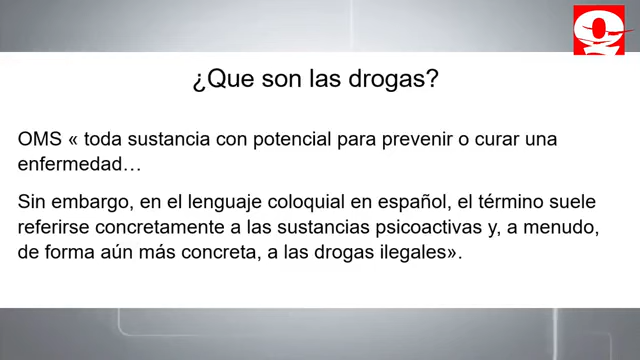 ¿Que son las drogas?
OMS « toda sustancia con potencial para prevenir o curar una
enfermedad…
Sin embargo, en el lenguaje coloquial en español, el término suele
referirse concretamente a las sustancias psicoactivas y, a menudo,
de forma aún más concreta, a las drogas ilegales».